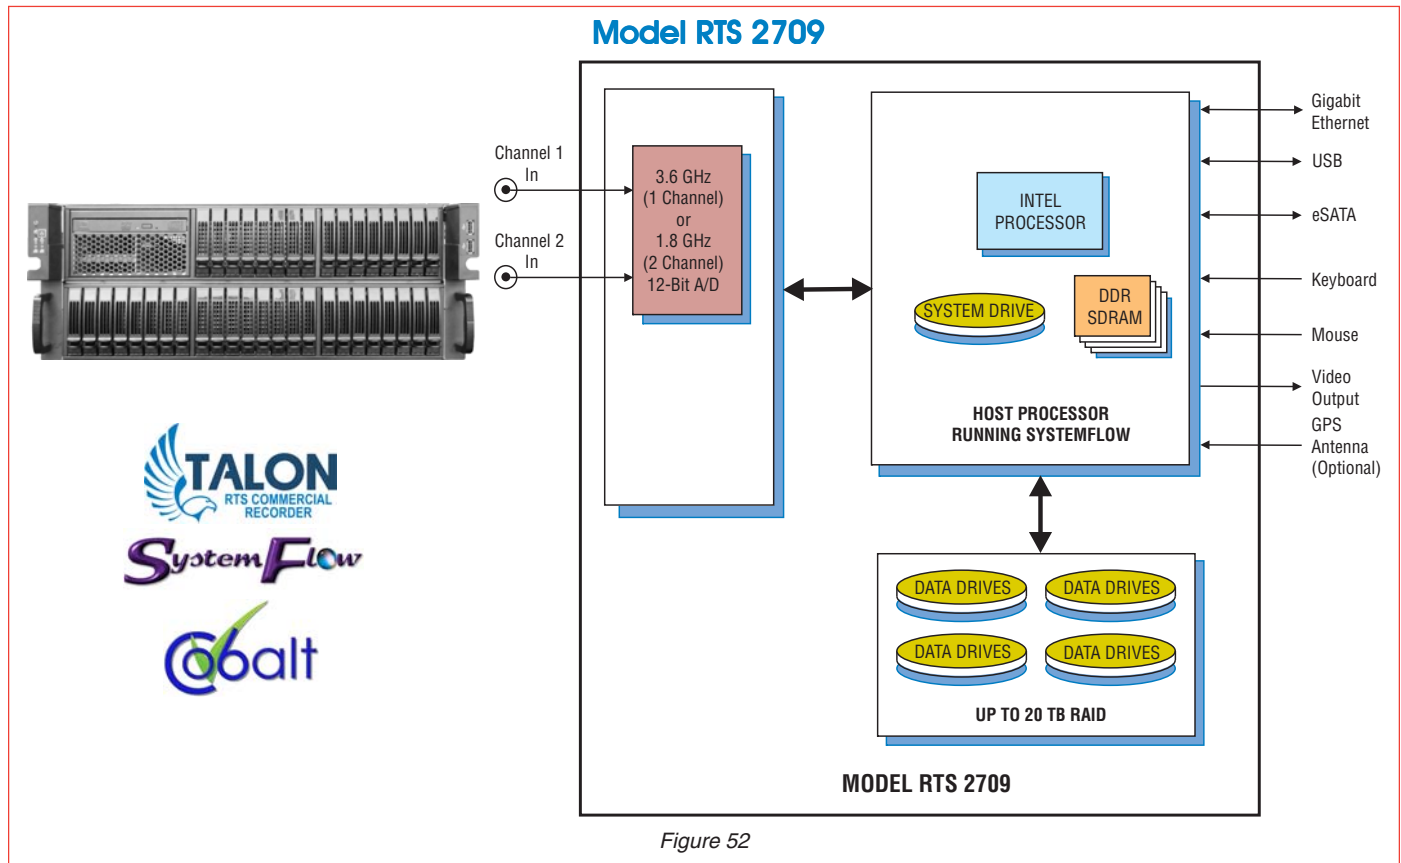 Model RTS 2709
Channel 1
In
Channel 2
In
3.6 GHz
(1 Channel)
or
1.8 GHz
(2 Channel)
12-Bit A/D
INTEL
PROCESSOR
SYSTEM DRIVE
DDR
SDRAM
HOST PROCESSOR
RUNNING SYSTEMFLOW
Gigabit
Ethernet
USB
eSATA
Keyboard
Mouse
Video
Output
GPS
Antenna
(Optional)
TALON
RTS COMMERCIAL
RECORDER
SystemFlow
Cobalt
DATA DRIVES
DATA DRIVES
DATA DRIVES
DATA DRIVES
UP TO 20 TB RAID
MODEL RTS 2709
Figure 52